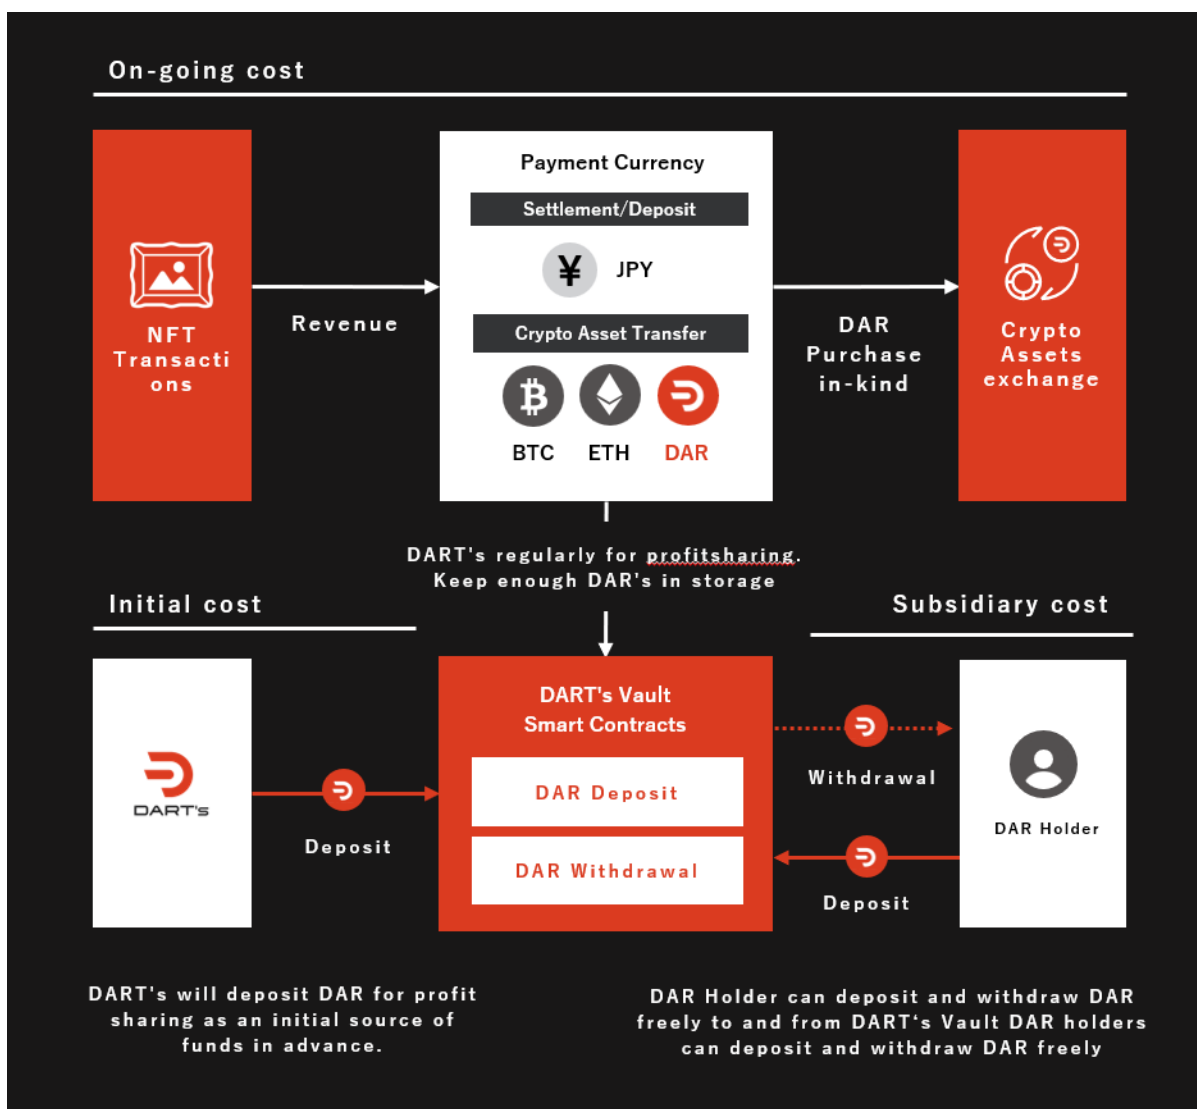 On-going cost
NFT
Transacti
ons
Revenue
Payment Currency
Settlement/Deposit
¥ JPY
Crypto Asset Transfer
BTC ETH DAR
DAR
Purchase
in-kind
Crypto
Assets
exchange
DART's regularly for profitsharing.
Keep enough DAR's in storage
Initial cost
Subsidiary cost
DART's
Deposit
DART's Vault
Smart Contracts
DAR Deposit
DAR Withdrawal
Withdrawal
Deposit
DAR Holder
DART's will deposit DAR for profit
sharing as an initial source of
funds in advance.
DAR Holder can deposit and withdraw DAR
freely to and from DART‘s Vault DAR holders
can deposit and withdraw DAR freely